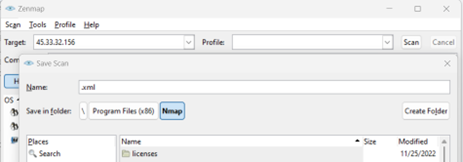 Zenmap
Scan Tools Profile Help
Target: 45.33.32.156 Profile: Scan Cancel
Save Scan
Name: .xml
OS
Save in folder: \ Program Files (x86) Nmap Create Folder
Places Name Size Modified
Search licenses 11/25/2022